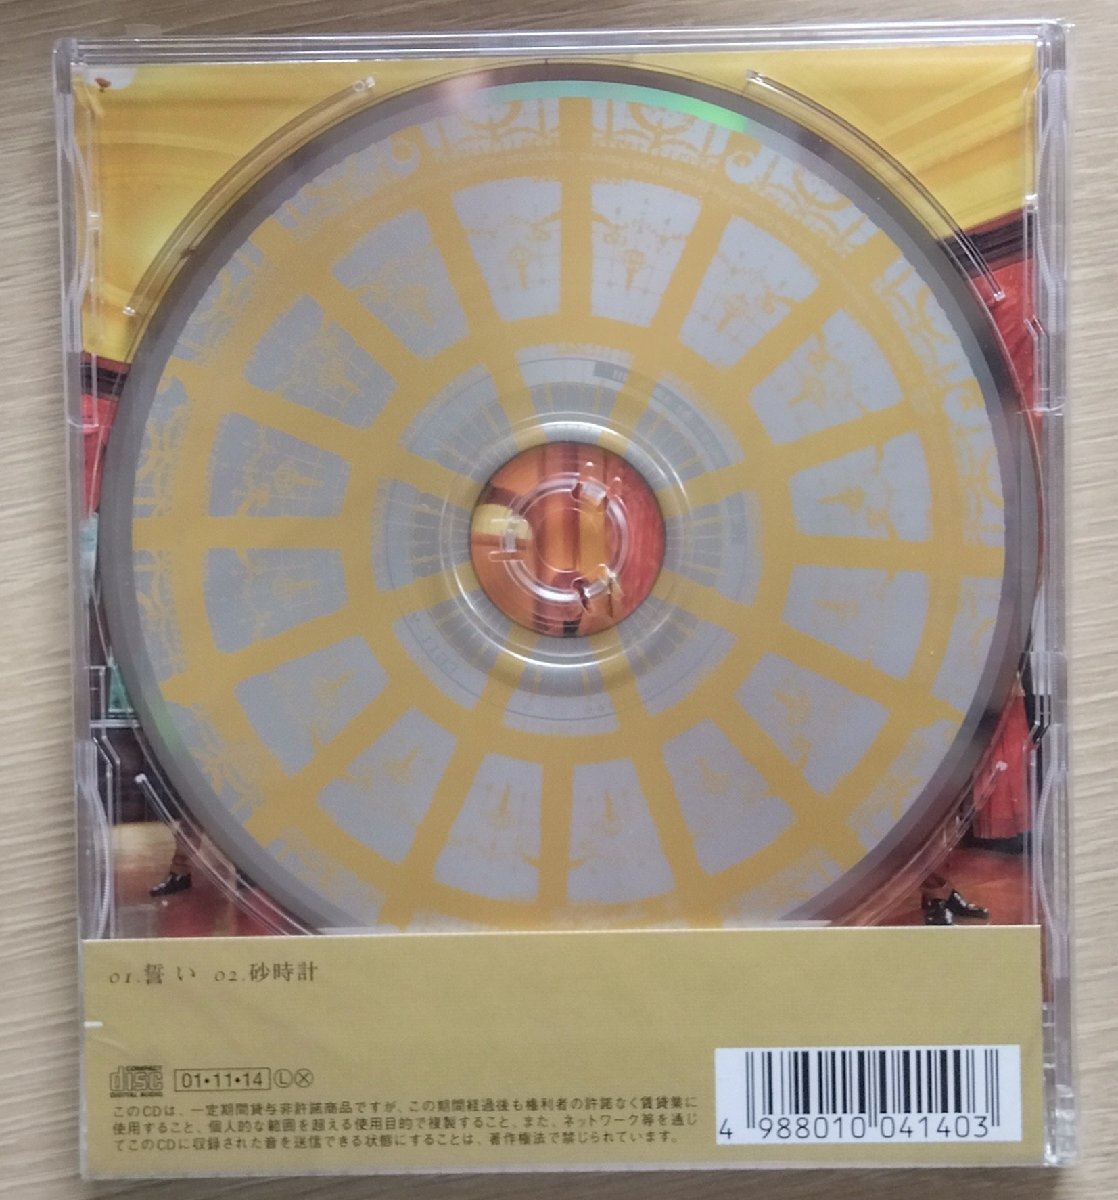 01.誓い 02.砂時計
COMPACT
disc
DIGITAL AUDIO
01・11・14 Ⓛ Ⓧ
このCDは、一定期間貸与非許諾商品ですが、この期間経過後も権利者の許諾なく賃貸業に
使用すること、個人的な範囲を超える使用目的で複製すること、また、ネットワーク等を通じ
てこのCDに収録された音を送信できる状態にすることは、著作権法で禁じられています。
4 988010 041403